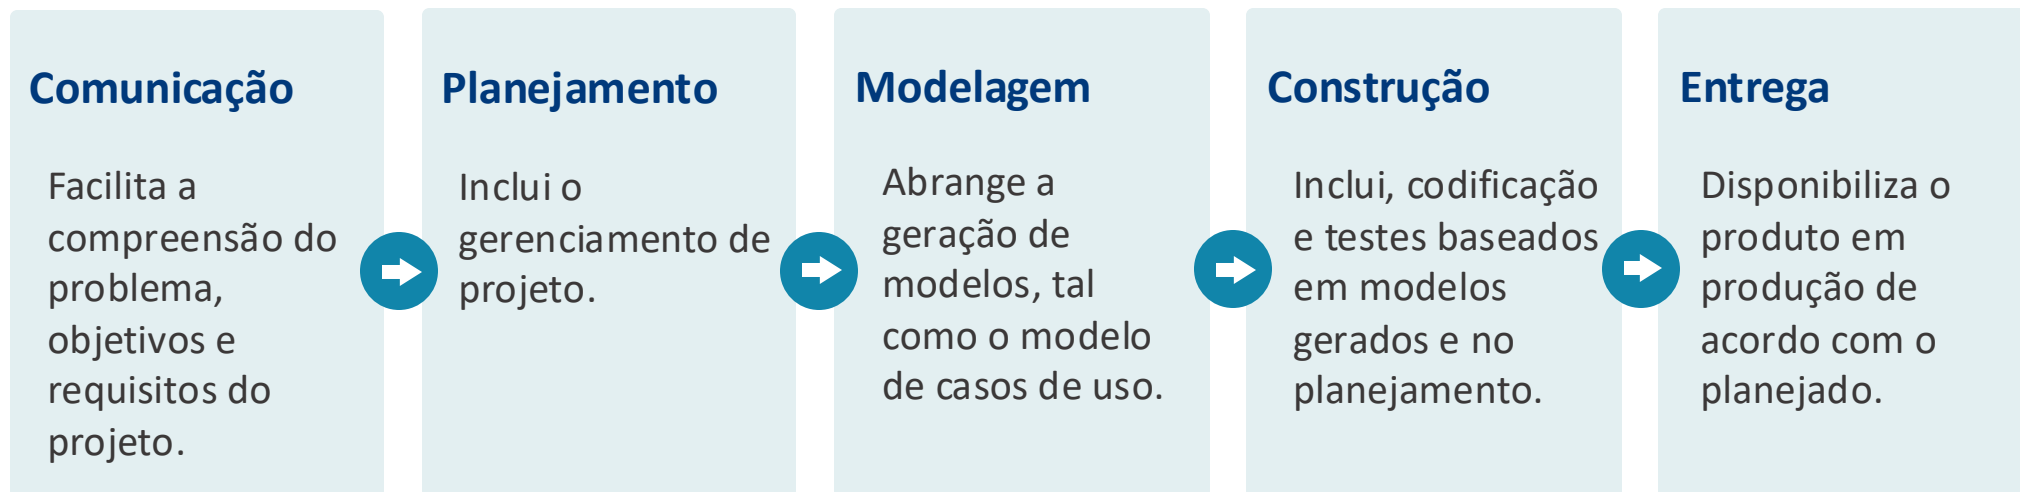 Comunicação
Facilita a
compreensão do
problema,
objetivos e
requisitos do
projeto.
Planejamento
Inclui o
gerenciamento de
projeto.
Modelagem
Abrange a
geração de
modelos, tal
como o modelo
de casos de uso.
Construção
Inclui, codificação
e testes baseados
em modelos
gerados e no
planejamento.
Entrega
Disponibiliza o
produto em
produção de
acordo com o
planejado.